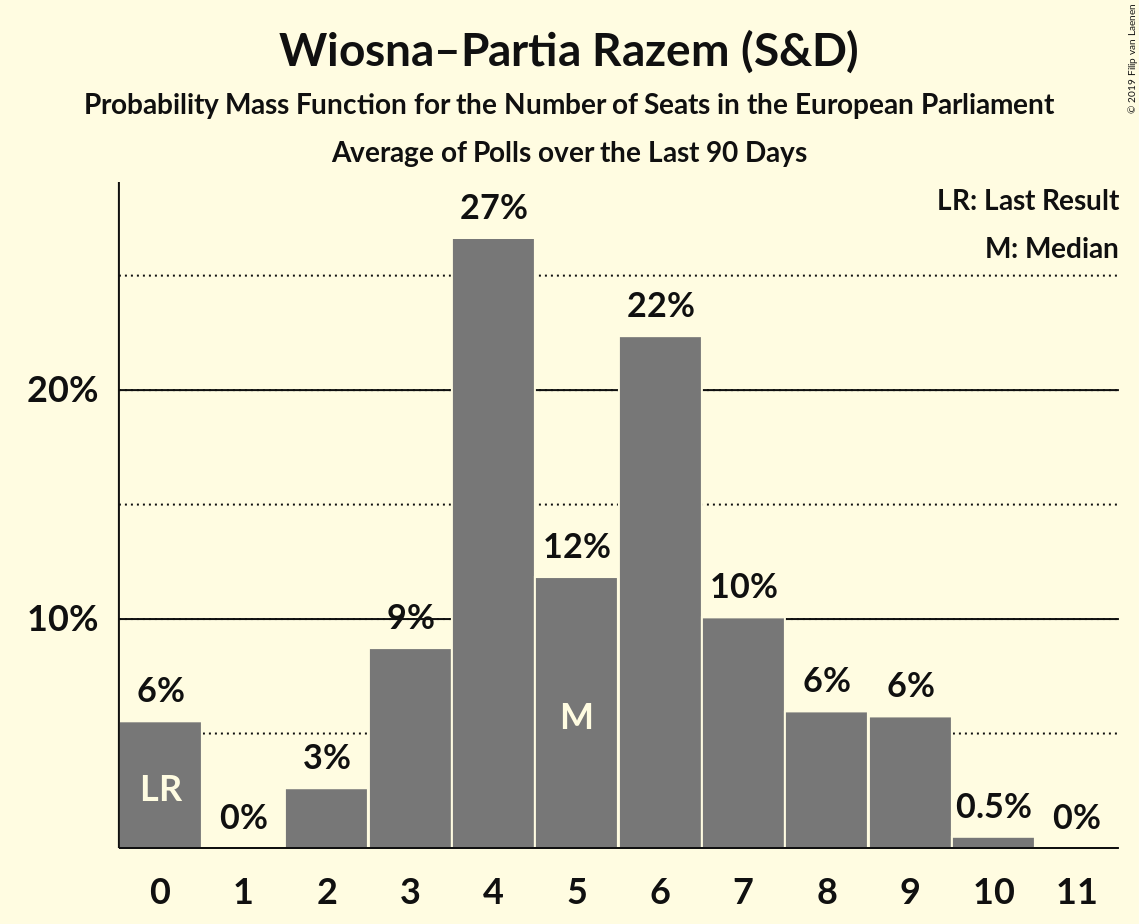 Wiosna–Partia Razem (S&D)
Probability Mass Function for the Number of Seats in the European Parliament
Average of Polls over the Last 90 Days
© 2019 Filip van Laenen
LR: Last Result
M: Median
27%
22%
20%
12%
10%
10%
9%
6%
6%
6%
M
3%
LR
0%
0.5%
0%
0 1 2 3 4 5 6 7 8 9 10 11